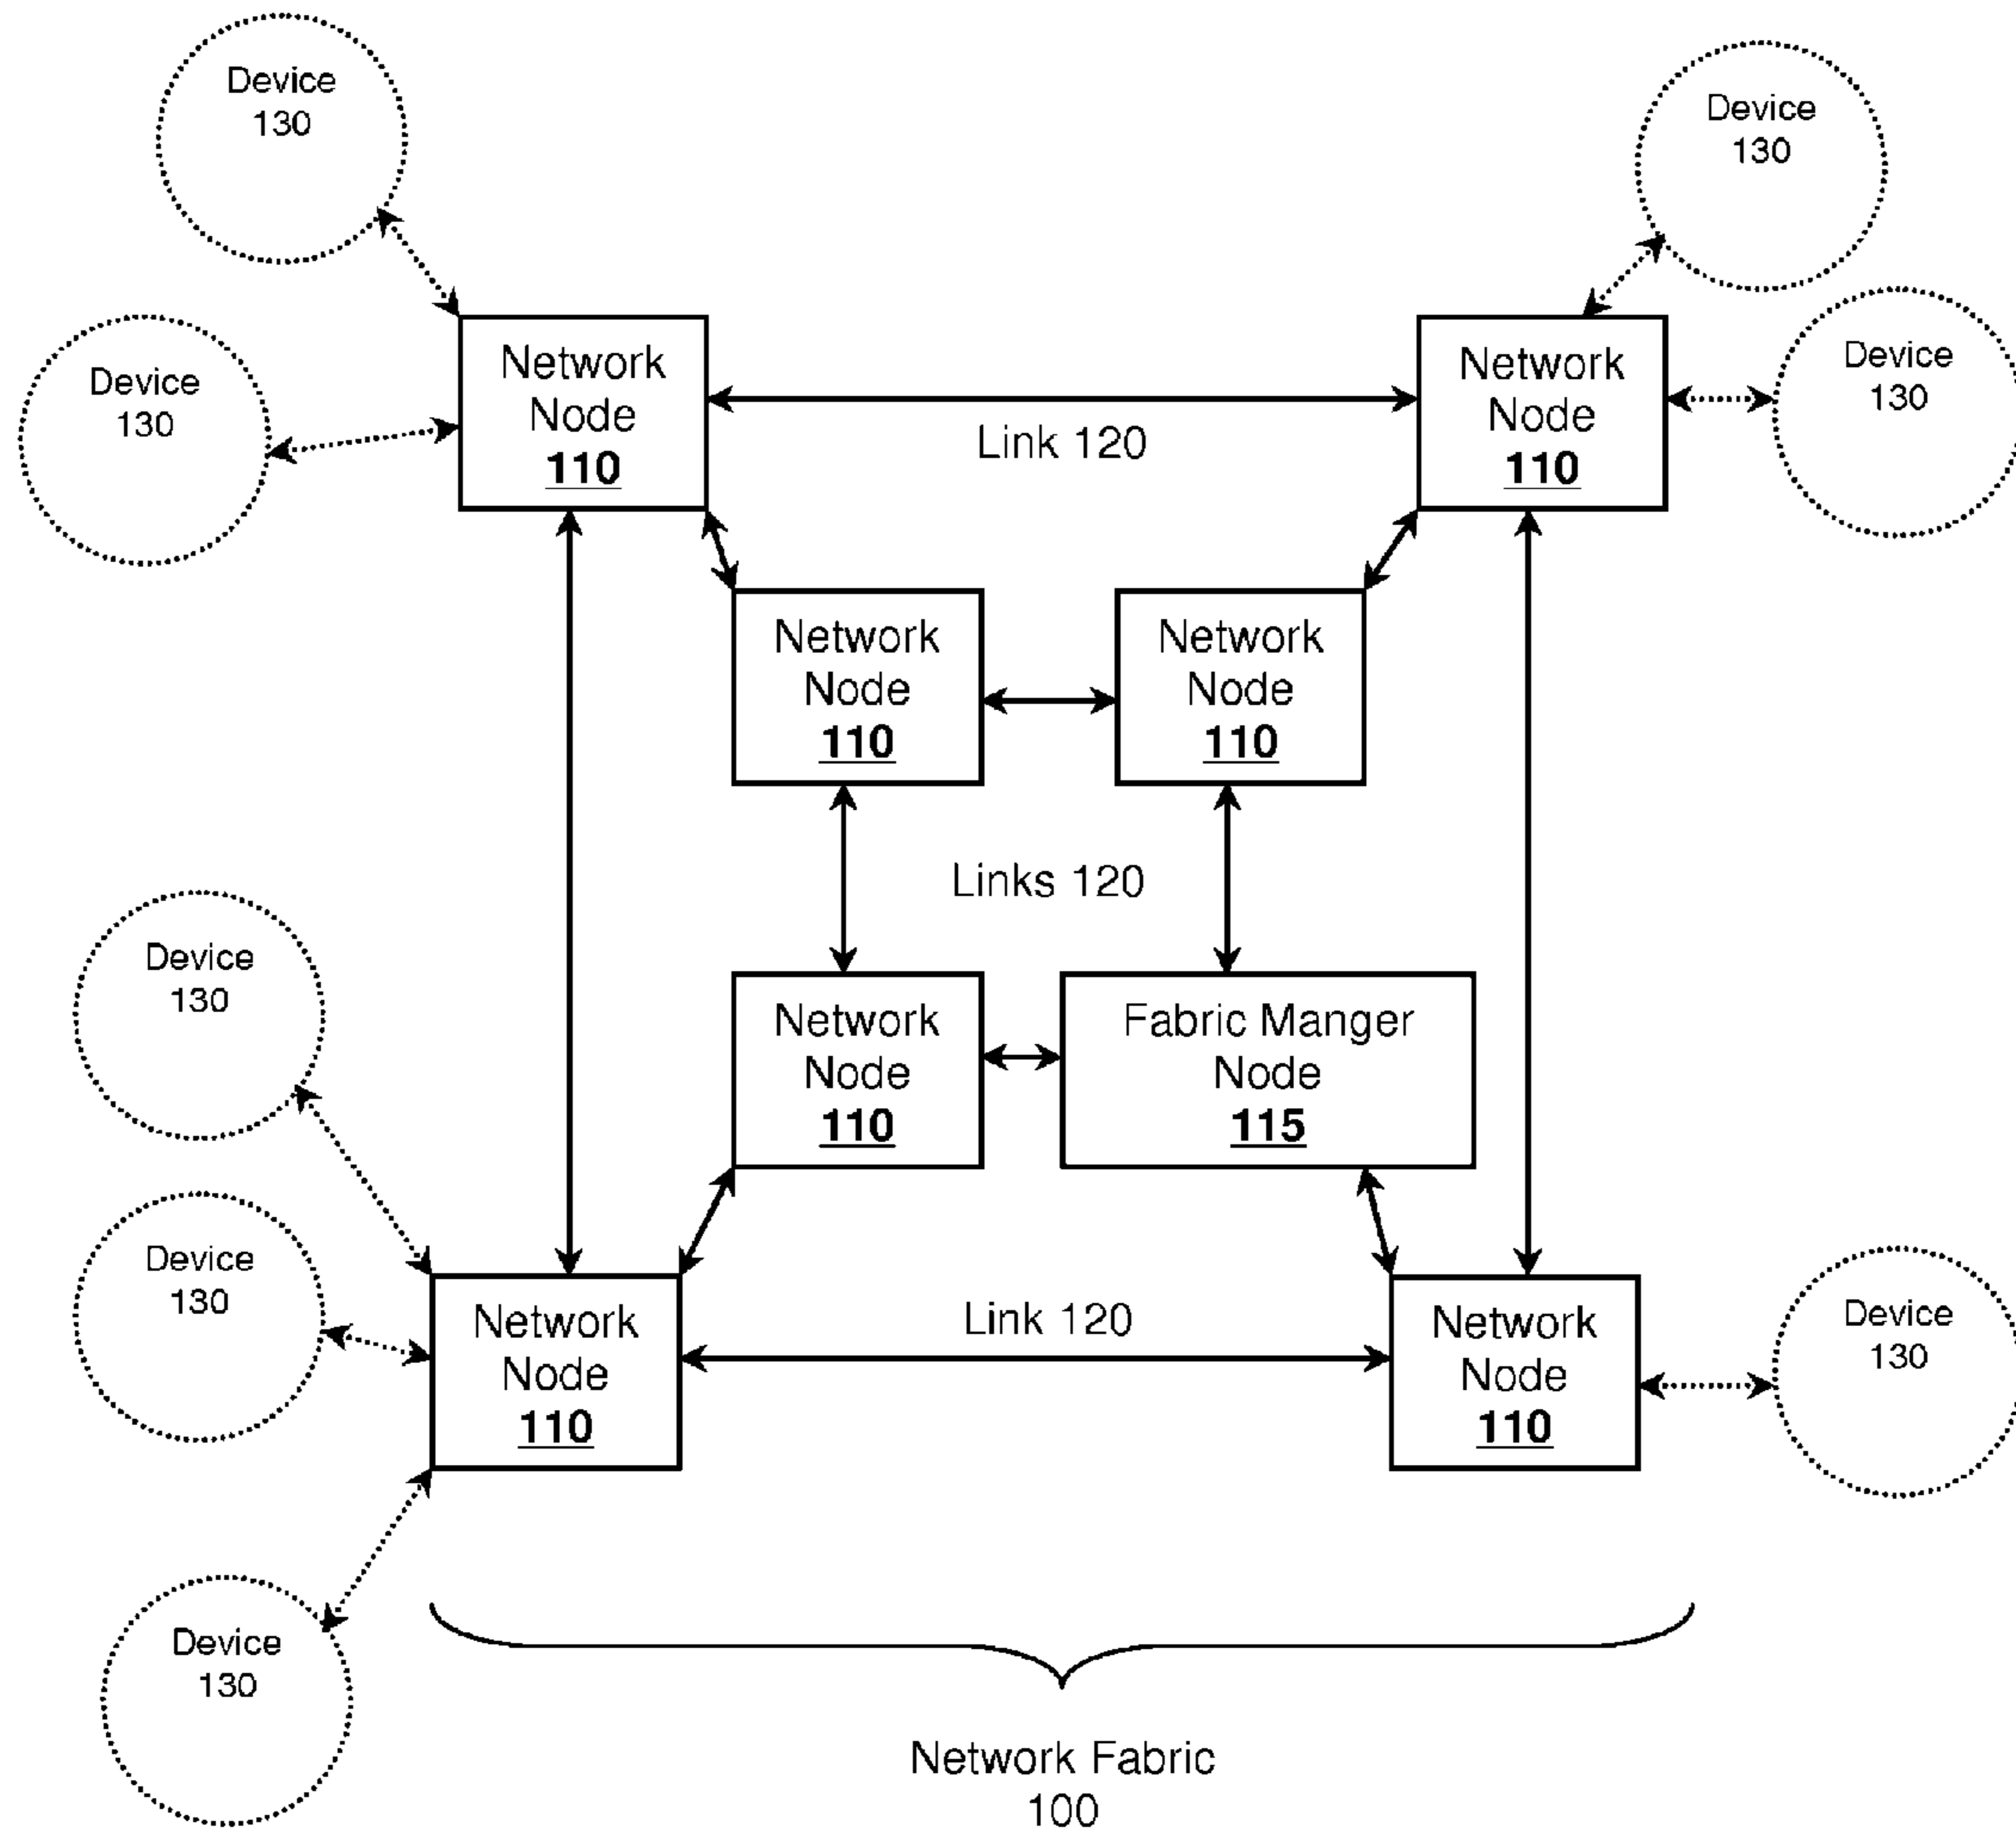 Device
130
Device
130
Device
130
Device
130
Network
Node
110
Network
Node
110
Link 120
Network
Node
110
Network
Node
110
Links 120
Device
130
Network
Node
110
Fabric Manger
Node
115
Device
130
Network
Node
110
Link 120
Network
Node
110
Device
130
Device
130
Network Fabric
100